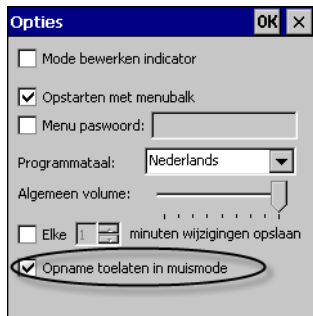 Opties OK ×
Mode bewerken indicator
Opstarten met menubalk
Menu paswoord:
Programmataal: Nederlands
Algemeen volume:
Elke 1 minuten wijzigingen opslaan
Opname toelaten in muismode